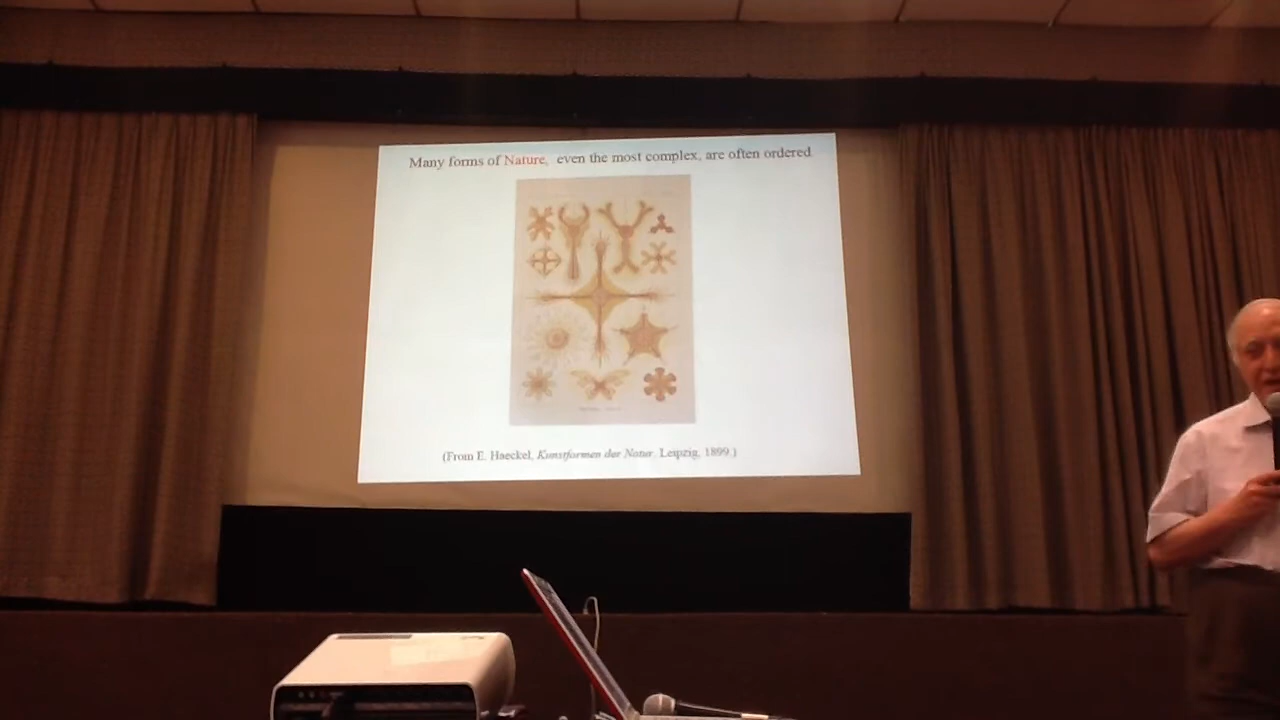 Many forms of Nature, even the most complex, are often ordered.
(From E. Haeckel, Kunstformen der Natur. Leipzig, 1899.)